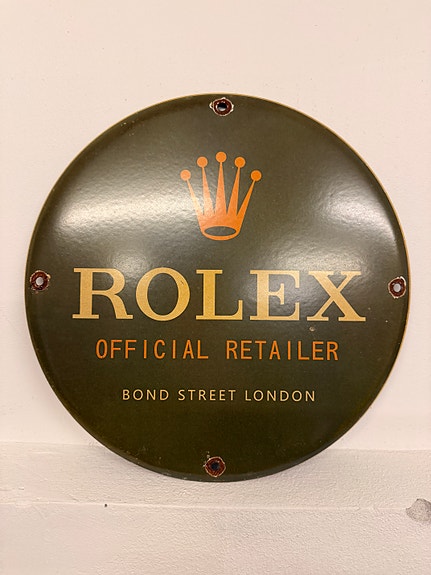 ROLEX
OFFICIAL RETAILER
BOND STREET LONDON